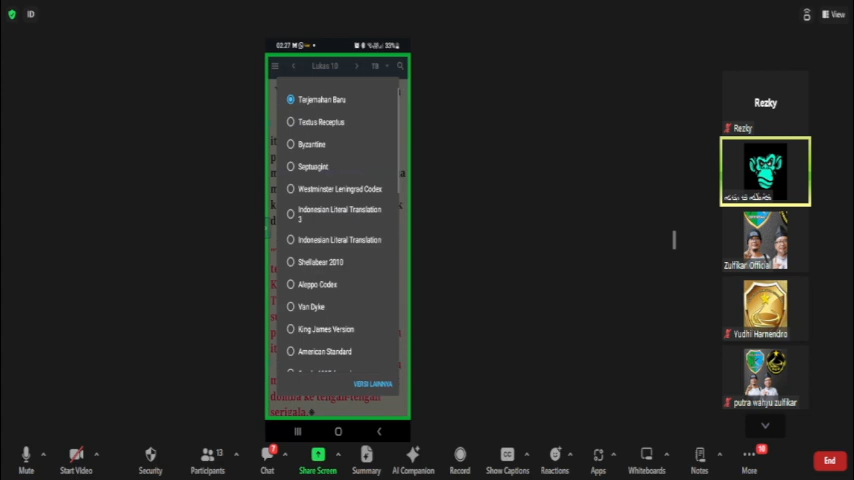 ID
View
02.27
33%
Lukas 10
TB
Terjemahan Baru
Textus Receptus
Byzantine
Septuagint
Westminster Leningrad Codex
Indonesian Literal Translation
3
Indonesian Literal Translation
Shellabear 2010
Aleppo Codex
Van Dyke
King James Version
American Standard
VERSI LAINNYA
domba ke tengah-tengah
serigala.
Rezky
Rezky
Zulfikan Official
Yudhi Harnendro
putra wahyu zulfikar
Mute
Start Video
Security
13
Participants
7
Chat
Share Screen
Summary
AI Companion
Record
CC
Show Captions
Reactions
Apps
Whiteboards
Notes
10
More
End